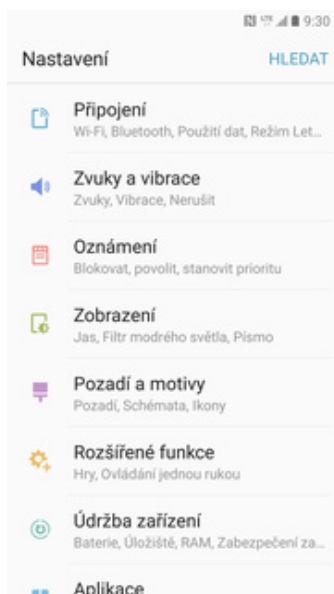 9:30
Nastavení HLEDAT
Připojení
Wi-Fi, Bluetooth, Použití dat, Režim Let...
Zvuky a vibrace
Zvuky, Vibrace, Nerušit
Oznámení
Blokovat, povolit, stanovit prioritu
Zobrazení
Jas, Filtr modrého světla, Písmo
Pozadí a motivy
Pozadí, Schémata, Ikony
Rozšířené funkce
Hry, Ovládání jednou rukou
Údržba zařízení
Baterie, Úložiště, RAM, Zabezpečení za...
Aplikace